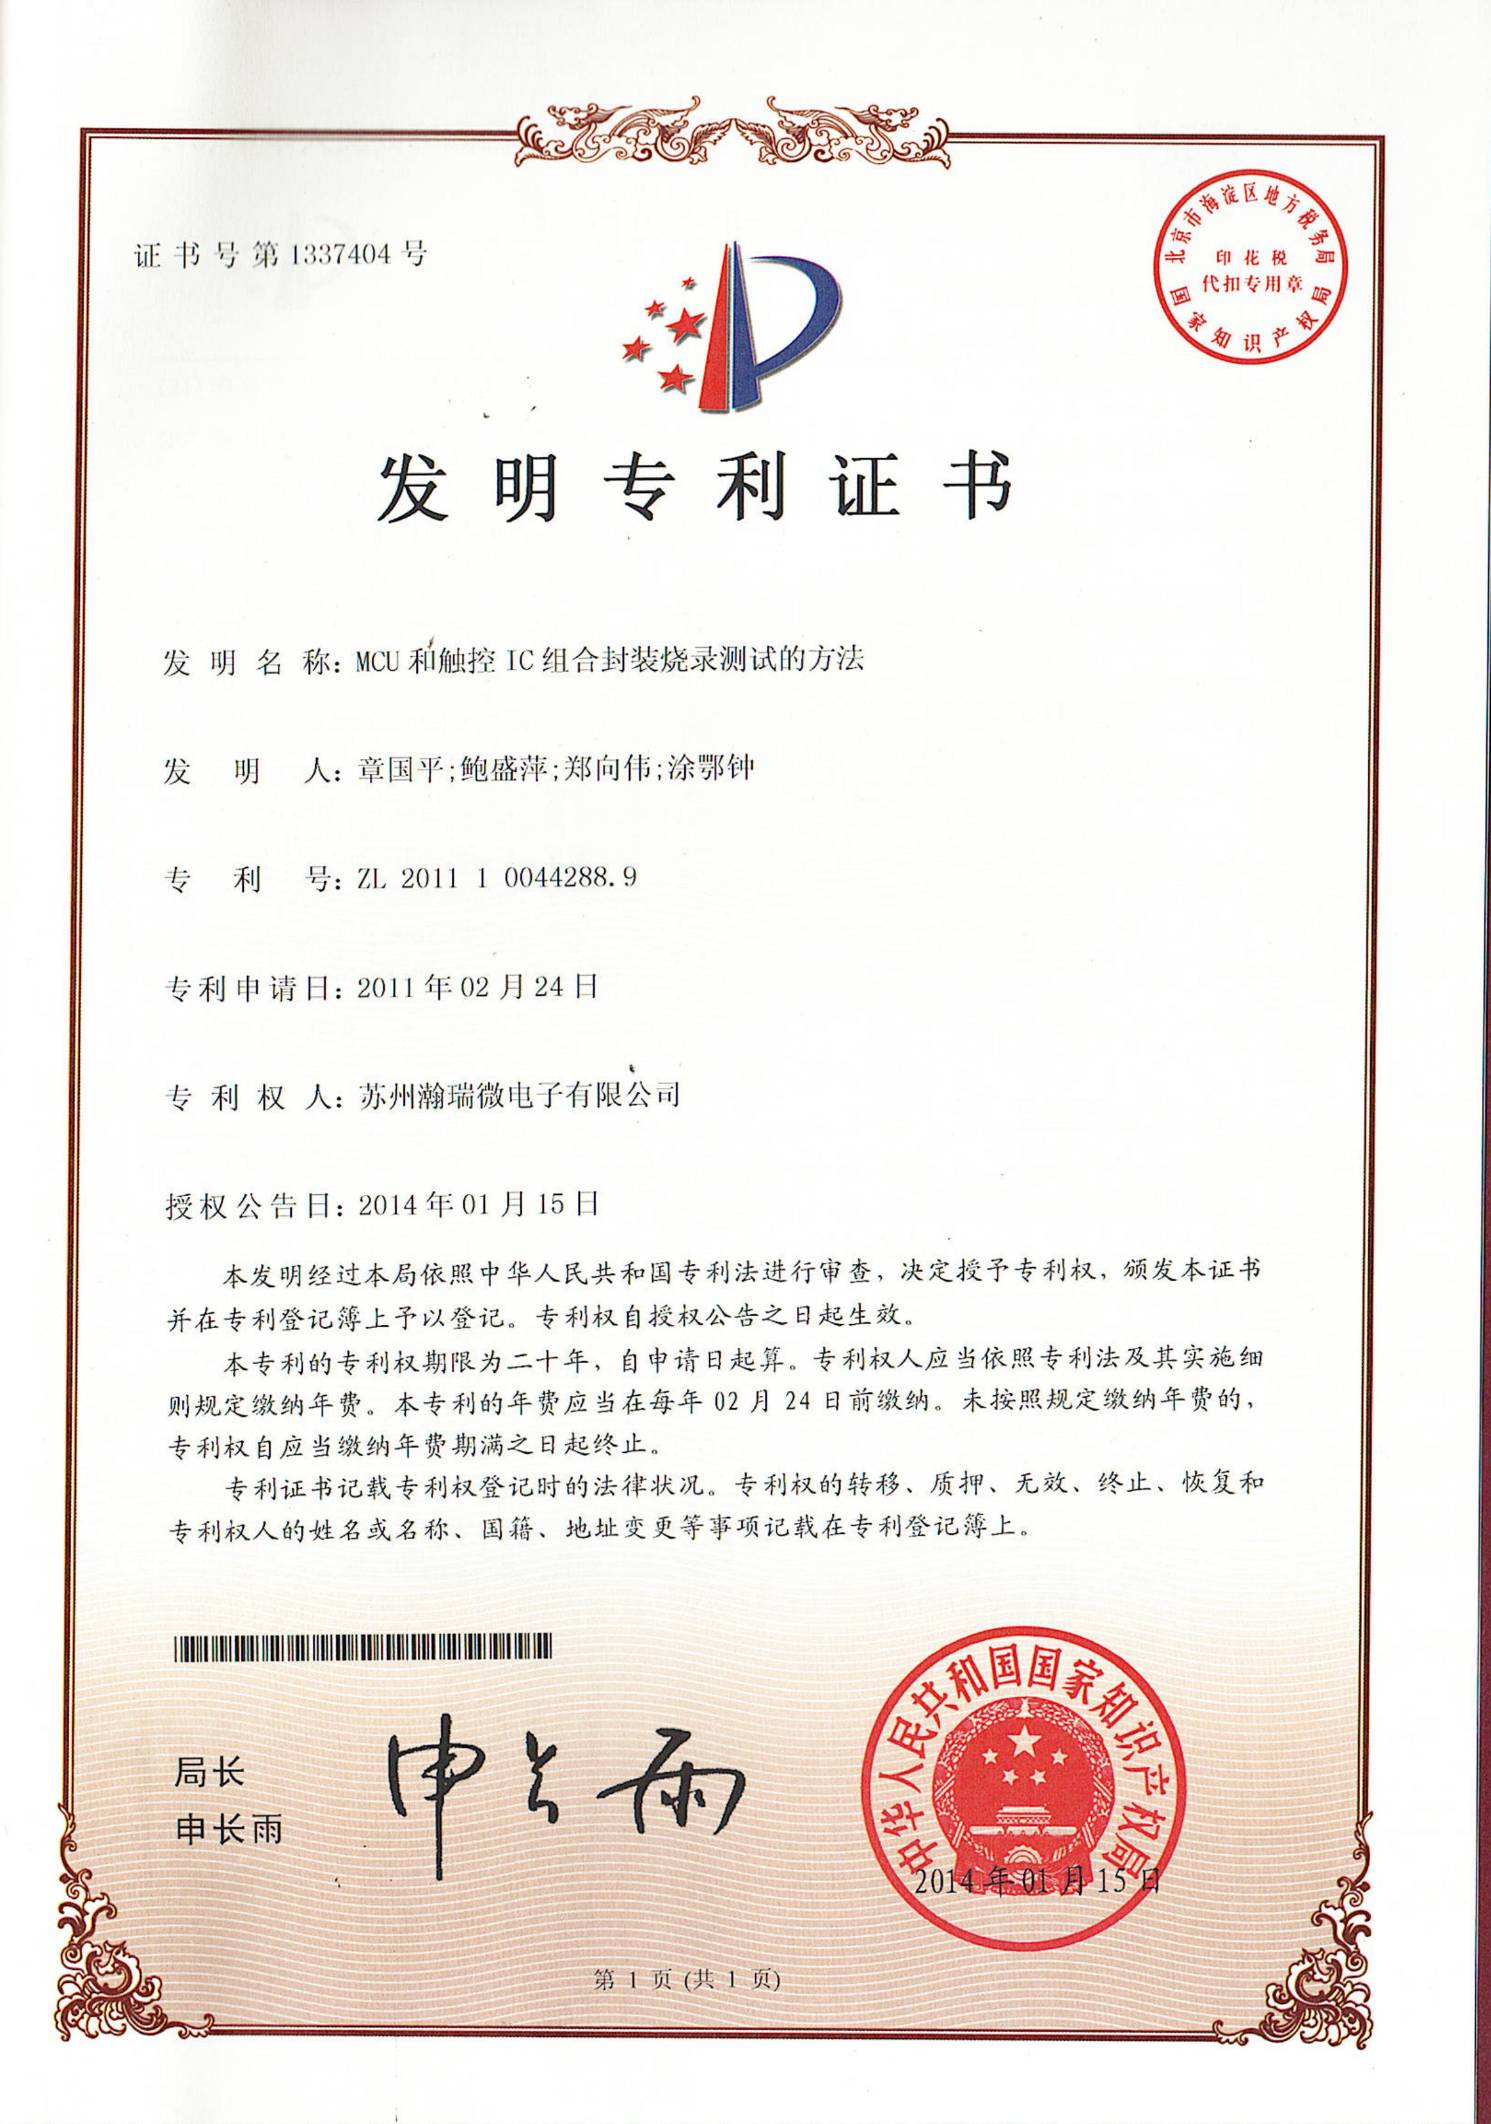 证书号第1337404号
北京市海淀区地方税务局
印花税
代扣专用章
国家知识产权局
发明专利证书
发明名称：MCU和触控IC组合封装烧录测试的方法
发明人：章国平;鲍盛萍;郑向伟;涂鄂钟
专利号：ZL 2011 1 0044288.9
专利申请日：2011年02月24日
专利权人：苏州瀚瑞微电子有限公司
授权公告日：2014年01月15日
本发明经过本局依照中华人民共和国专利法进行审查，决定授予专利权，颁发本证书
并在专利登记簿上予以登记。专利权自授权公告之日起生效。
本专利的专利权期限为二十年，自申请日起算。专利权人应当依照专利法及其实施细
则规定缴纳年费。本专利的年费应当在每年02月24日前缴纳。未按照规定缴纳年费的，
专利权自应当缴纳年费期满之日起终止。
专利证书记载专利权登记时的法律状况。专利权的转移、质押、无效、终止、恢复和
专利权人的姓名或名称、国籍、地址变更等事项记载在专利登记簿上。
局长
申长雨
申长雨
中华人民共和国国家知识产权局
2014年01月15日
第1页(共1页)